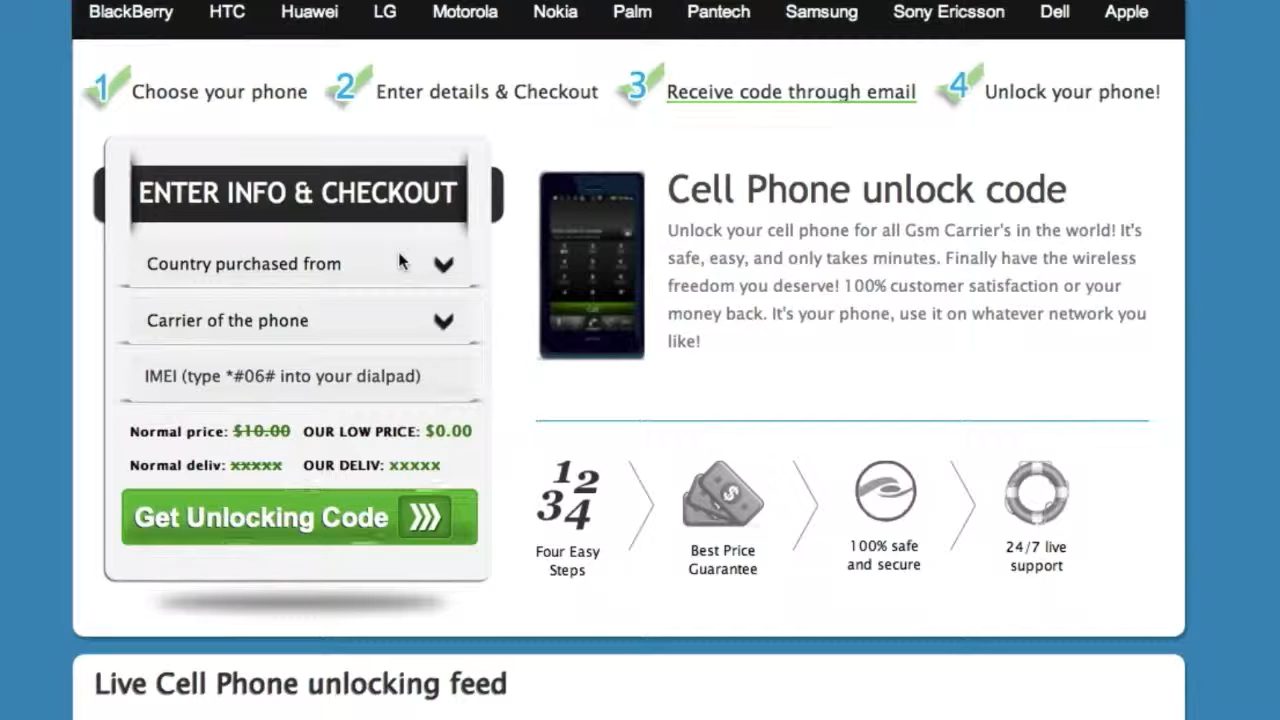 BlackBerry HTC Huawei LG Motorola Nokia Palm Pantech Samsung Sony Ericsson Dell Apple
1 Choose your phone 2 Enter details & Checkout 3 Receive code through email 4 Unlock your phone!
ENTER INFO & CHECKOUT
Country purchased from
Carrier of the phone
IMEI (type *#06# into your dialpad)
Normal price: $10.00 OUR LOW PRICE: $0.00
Normal deliv: xxxxx OUR DELIV: xxxxx
Get Unlocking Code
Cell Phone unlock code
Unlock your cell phone for all Gsm Carrier's in the world! It's
safe, easy, and only takes minutes. Finally have the wireless
freedom you deserve! 100% customer satisfaction or your
money back. It's your phone, use it on whatever network you
like!
1 2
3 4
Four Easy
Steps
$
Best Price
Guarantee
100% safe
and secure
24/7 live
support
Live Cell Phone unlocking feed